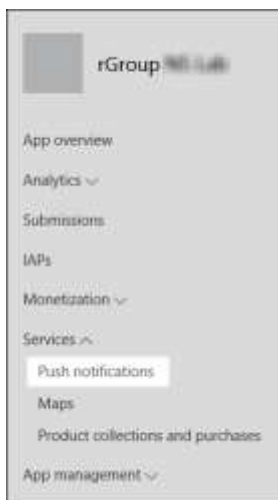 rGroup
App overview
Analytics
Submissions
IAPs
Monetization
Services
Push notifications
Maps
Product collections and purchases
App management